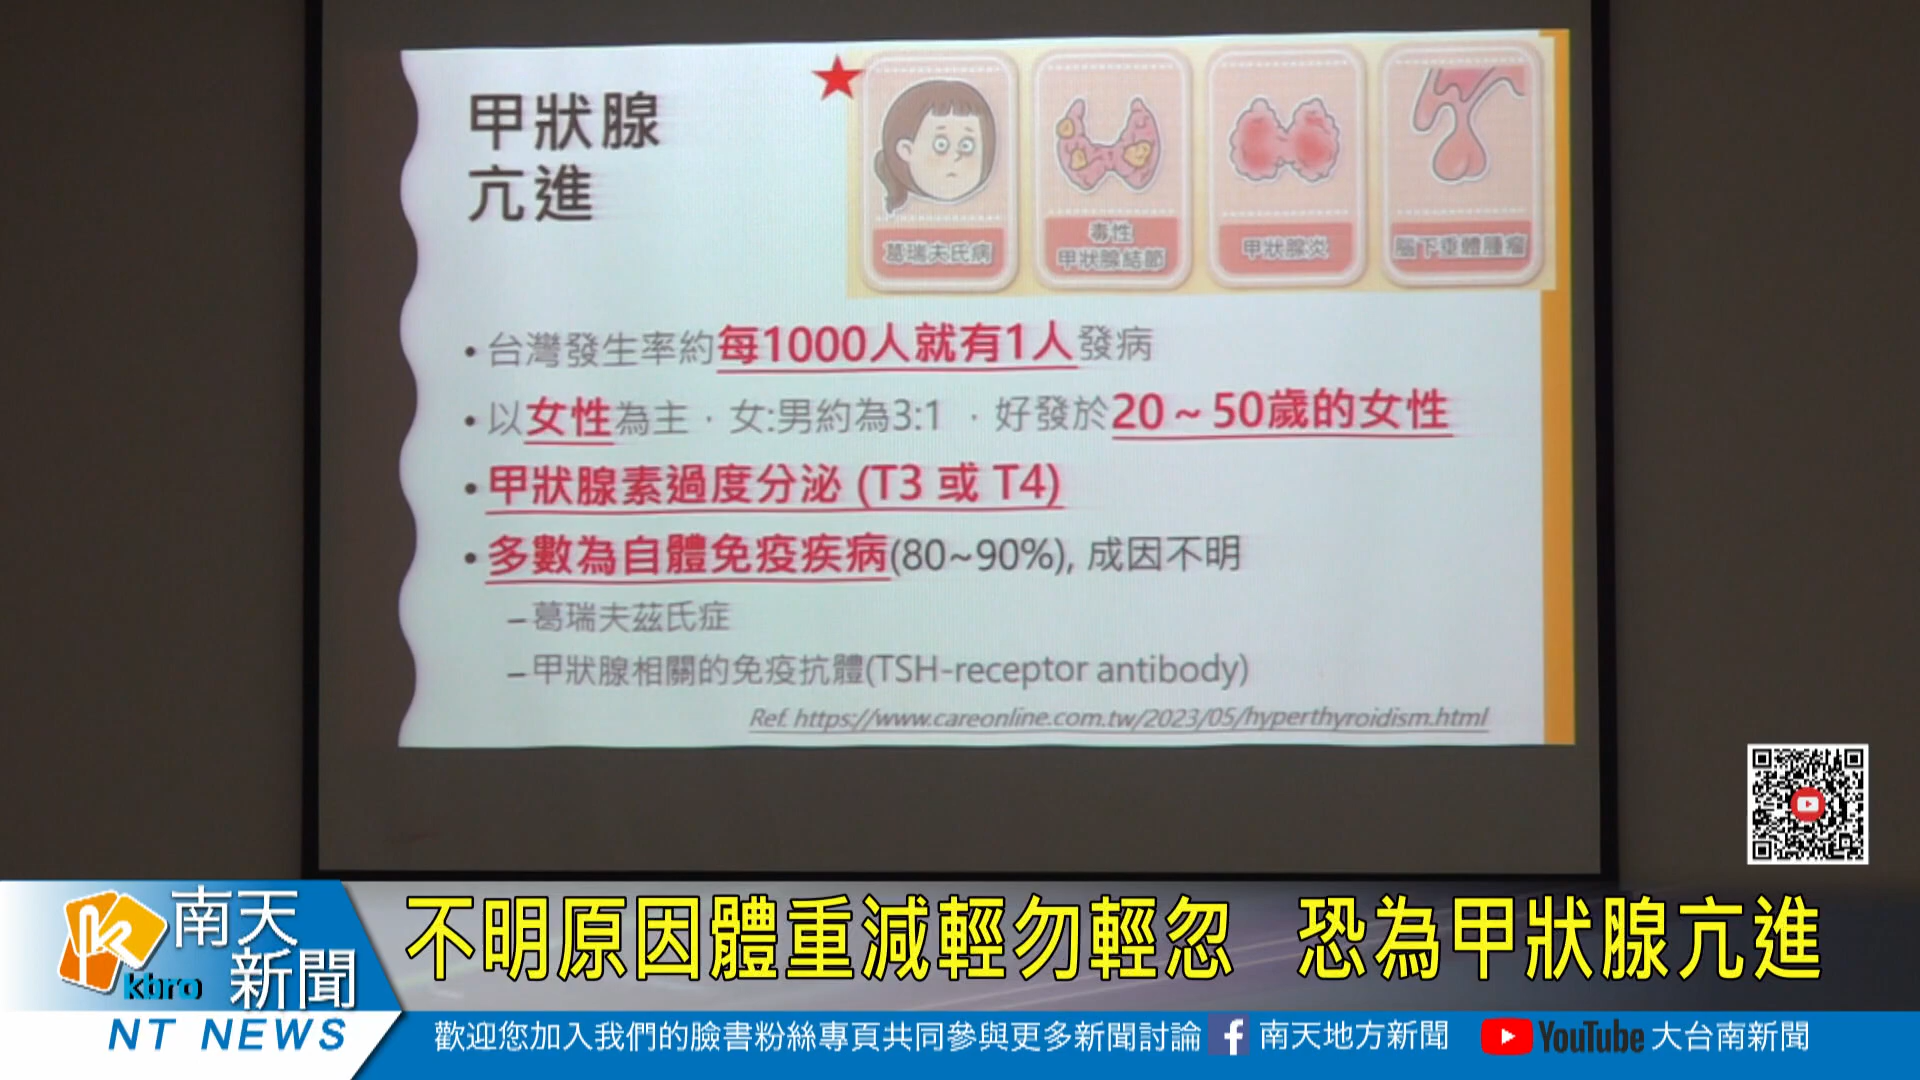 甲狀腺
亢進
葛瑞夫氏病
毒性
甲狀腺結節
甲狀腺炎
腦下垂體腫瘤
• 台灣發生率約每1000人就有1人發病
• 以女性為主，女:男約為3:1 ，好發於20～50歲的女性
• 甲狀腺素過度分泌 (T3 或 T4)
• 多數為自體免疫疾病(80~90%), 成因不明
– 葛瑞夫茲氏症
– 甲狀腺相關的免疫抗體(TSH-receptor antibody)
Ref. https://www.careonline.com.tw/2023/05/hyperthyroidism.html
南天
新聞
kbro
NT NEWS
不明原因體重減輕勿輕忽 恐為甲狀腺亢進
歡迎您加入我們的臉書粉絲專頁共同參與更多新聞討論 f 南天地方新聞 YouTube 大台南新聞